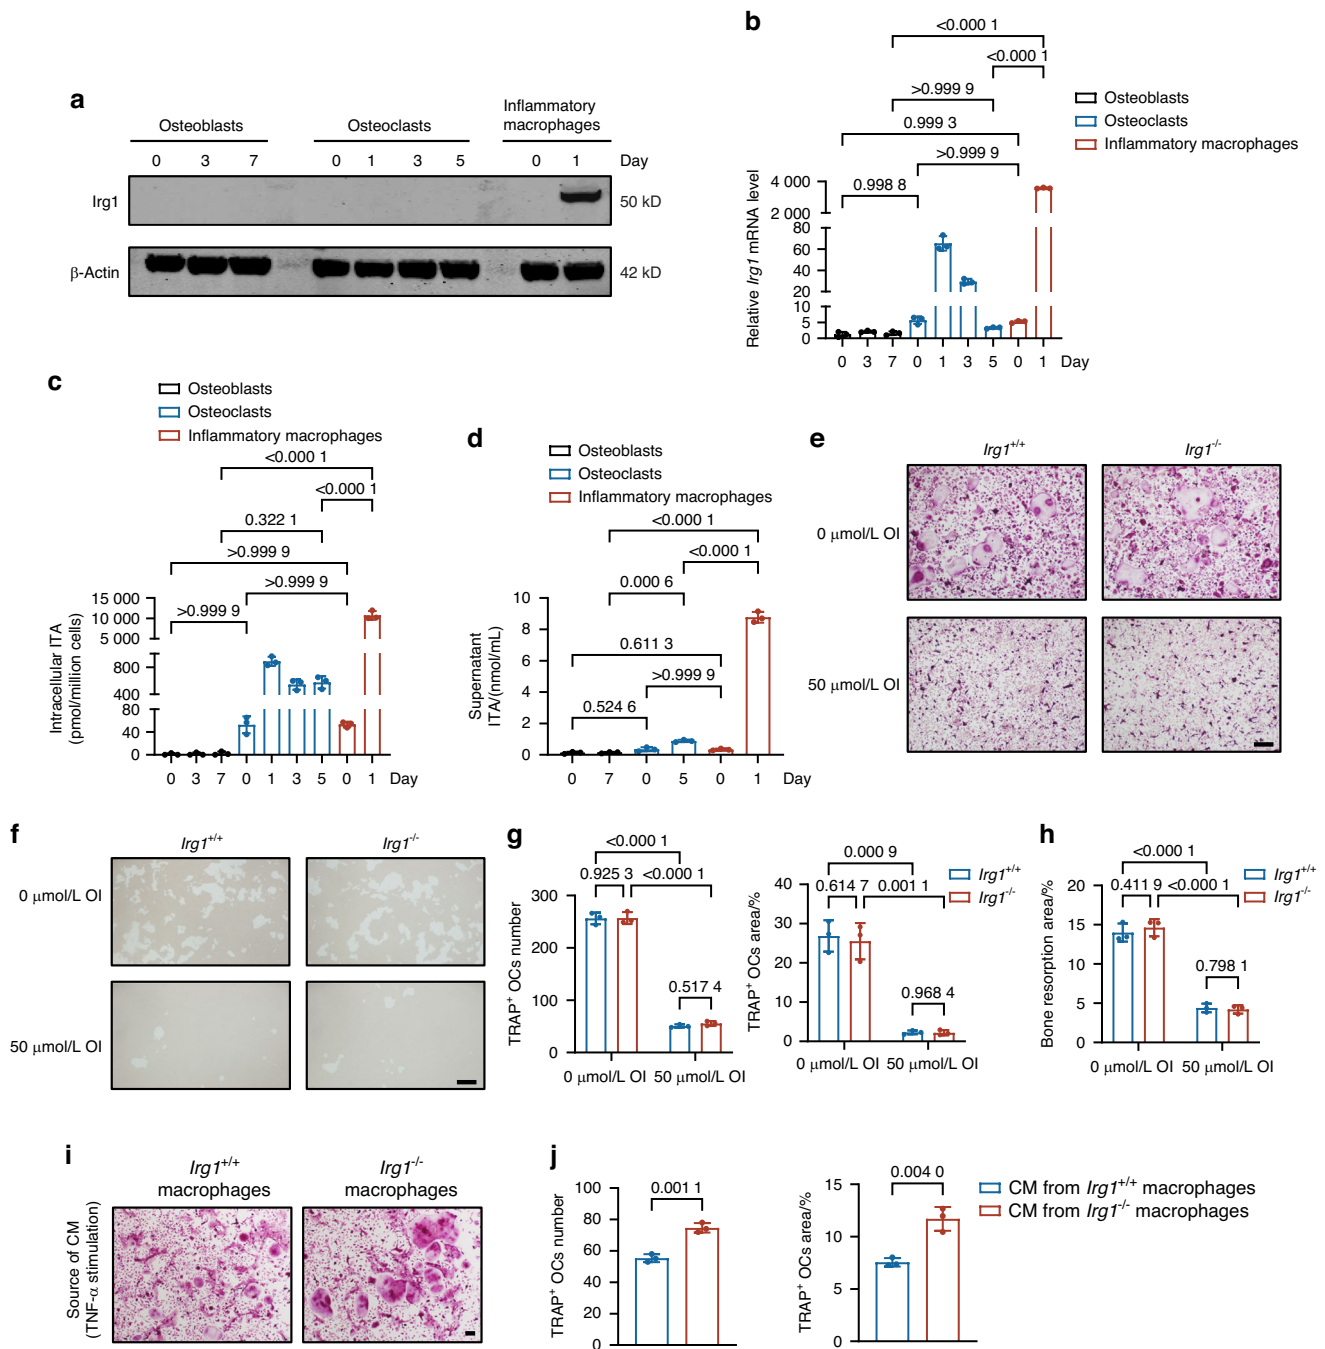 a
Osteoblasts Osteoclasts Inflammatory macrophages
0 3 7 0 1 3 5 0 1 Day
Irg1 50 kD
β-Actin 42 kD
b
<0.000 1
<0.000 1
>0.999 9
0.999 3
>0.999 9
0.998 8
Osteoblasts
Osteoclasts
Inflammatory macrophages
Relative Irg1 mRNA level
4 000
2 000
80
60
40
20
10
5
0
0 3 7 0 1 3 5 0 1 Day
c
Osteoblasts
Osteoclasts
Inflammatory macrophages
<0.000 1
<0.000 1
0.322 1
>0.999 9
>0.999 9
>0.999 9
Intracellular ITA
(pmol/million cells)
15 000
10 000
5 000
800
400
80
40
0
0 3 7 0 1 3 5 0 1 Day
d
Osteoblasts
Osteoclasts
Inflammatory macrophages
<0.000 1
<0.000 1
0.000 6
0.611 3
>0.999 9
0.524 6
Supernatant
ITA/(nmol/mL)
10
8
6
4
2
0
0 7 0 5 0 1 Day
e
Irg1+/+ Irg1-/-
0 μmol/L OI
50 μmol/L OI
f
Irg1+/+ Irg1-/-
0 μmol/L OI
50 μmol/L OI
g
<0.000 1
0.925 3 <0.000 1
0.517 4
TRAP+ OCs number
300
200
100
0
0 μmol/L OI 50 μmol/L OI
0.000 9
0.614 7 0.001 1
0.968 4
Irg1+/+
Irg1-/-
TRAP+ OCs area/%
40
30
20
10
0
0 μmol/L OI 50 μmol/L OI
h
<0.000 1
0.411 9 <0.000 1
0.798 1
Irg1+/+
Irg1-/-
Bone resorption area/%
20
15
10
5
0
0 μmol/L OI 50 μmol/L OI
i
Irg1+/+ macrophages
Irg1-/- macrophages
Source of CM
(TNF-α stimulation)
j
0.001 1
TRAP+ OCs number
100
80
60
40
20
0
0.004 0
TRAP+ OCs area/%
15
10
5
0
CM from Irg1+/+ macrophages
CM from Irg1-/- macrophages